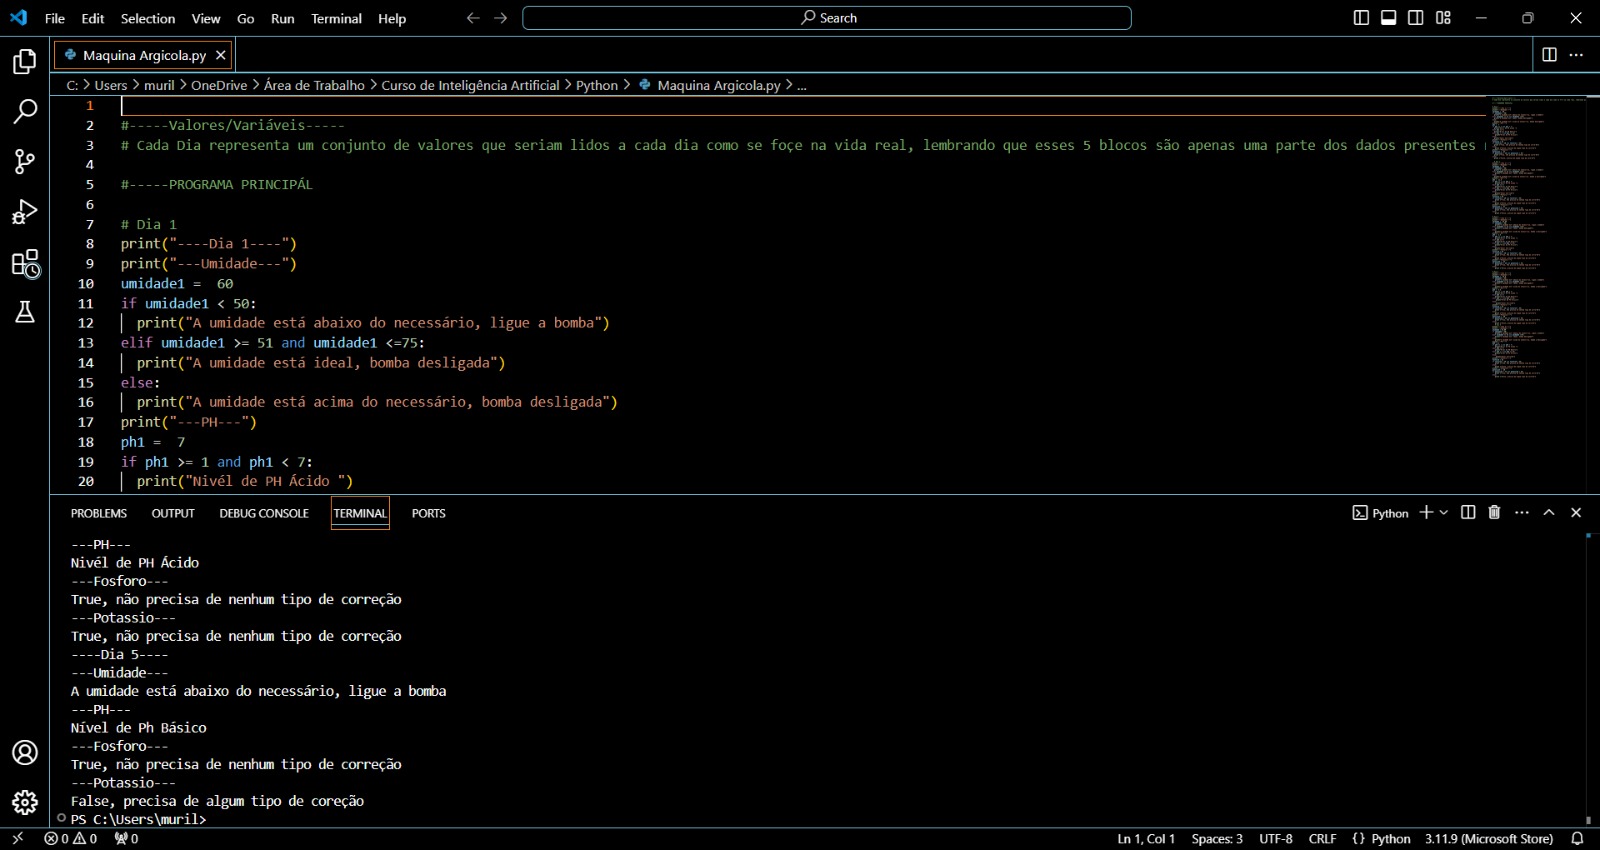 File Edit Selection View Go Run Terminal Help
Search
Maquina Argicola.py
C: > Users > muril > OneDrive > Área de Trabalho > Curso de Inteligência Artificial > Python > Maquina Argicola.py > ...
1
2 #-----Valores/Variáveis-----
3 # Cada Dia representa um conjunto de valores que seriam lidos a cada dia como se foçe na vida real, lembrando que esses 5 blocos são apenas uma parte dos dados presentes
4
5 #-----PROGRAMA PRINCIPÁL
6
7 # Dia 1
8 print("----Dia 1----")
9 print("---Umidade---")
10 umidade1 =  60
11 if umidade1 < 50:
12 print("A umidade está abaixo do necessário, ligue a bomba")
13 elif umidade1 >= 51 and umidade1 <=75:
14 print("A umidade está ideal, bomba desligada")
15 else:
16 print("A umidade está acima do necessário, bomba desligada")
17 print("---PH---")
18 ph1 =  7
19 if ph1 >= 1 and ph1 < 7:
20 print("Nivél de PH Ácido ")
PROBLEMS OUTPUT DEBUG CONSOLE TERMINAL PORTS
Python
---PH---
Nivél de PH Ácido
---Fosforo---
True, não precisa de nenhum tipo de correção
---Potassio---
True, não precisa de nenhum tipo de correção
----Dia 5----
---Umidade---
A umidade está abaixo do necessário, ligue a bomba
---PH---
Nível de Ph Básico
---Fosforo---
True, não precisa de nenhum tipo de correção
---Potassio---
False, precisa de algum tipo de coreção
PS C:\Users\muril>
0 0 0 Ln 1, Col 1 Spaces: 3 UTF-8 CRLF {} Python 3.11.9 (Microsoft Store)